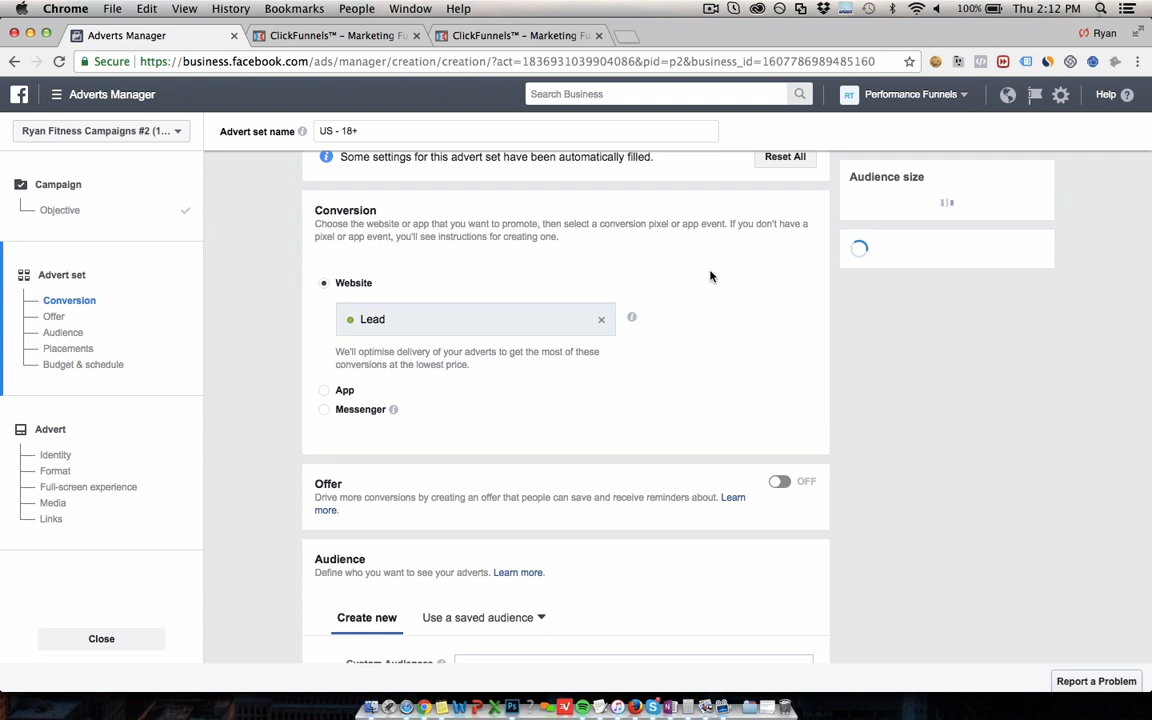 Chrome File Edit View History Bookmarks People Window Help 100% Thu 2:12 PM
Adverts Manager ClickFunnels™ – Marketing Fu ClickFunnels™ – Marketing Fu Ryan
Secure https://business.facebook.com/ads/manager/creation/creation/?act=1836931039904086&pid=p2&business_id=1607786989485160
Adverts Manager Search Business RT Performance Funnels Help
Ryan Fitness Campaigns #2 (1... Advert set name US - 18+
Some settings for this advert set have been automatically filled. Reset All
Audience size
Campaign
Objective
Advert set
Conversion
Offer
Audience
Placements
Budget & schedule
Advert
Identity
Format
Full-screen experience
Media
Links
Close
Conversion
Choose the website or app that you want to promote, then select a conversion pixel or app event. If you don't have a
pixel or app event, you'll see instructions for creating one.
Website
Lead
We'll optimise delivery of your adverts to get the most of these
conversions at the lowest price.
App
Messenger
Offer
OFF
Drive more conversions by creating an offer that people can save and receive reminders about. Learn
more.
Audience
Define who you want to see your adverts. Learn more.
Create new Use a saved audience
Custom Audiences
Report a Problem